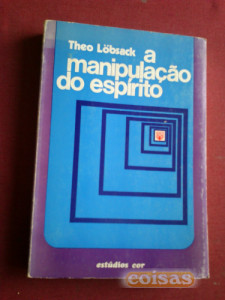 Theo Löbsack a
manipulação
do espírito
estúdios cor
coisas